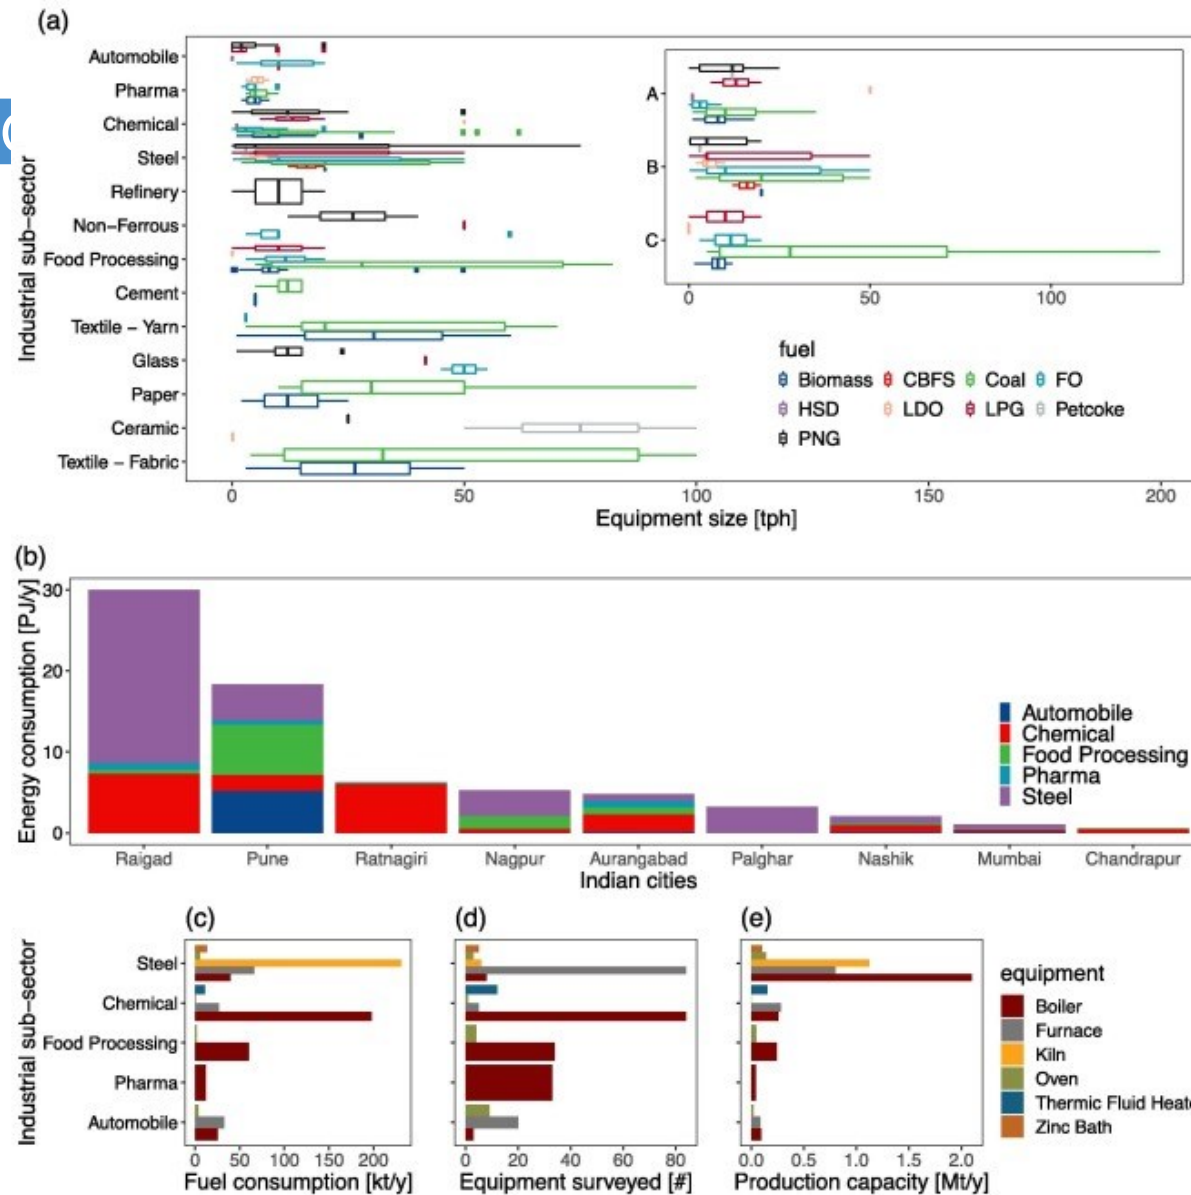 (a)
Industrial sub-sector
Automobile
Pharma
Chemical
Steel
Refinery
Non-Ferrous
Food Processing
Cement
Textile - Yarn
Glass
Paper
Ceramic
Textile - Fabric
0 50 100 150 200
Equipment size [tph]
A
B
C
0 50 100
fuel
Biomass CBFS Coal FO
HSD LDO LPG Petcoke
PNG
(b)
Energy consumption [PJ/y]
30
20
10
0
Automobile
Chemical
Food Processing
Pharma
Steel
Raigad Pune Ratnagiri Nagpur Aurangabad Palghar Nashik Mumbai Chandrapur
Indian cities
(c) (d) (e)
Industrial sub-sector
Steel
Chemical
Food Processing
Pharma
Automobile
0 50 100 150 200
Fuel consumption [kt/y]
0 20 40 60 80
Equipment surveyed [#]
0.0 0.5 1.0 1.5 2.0
Production capacity [Mt/y]
equipment
Boiler
Furnace
Kiln
Oven
Thermic Fluid Heate
Zinc Bath